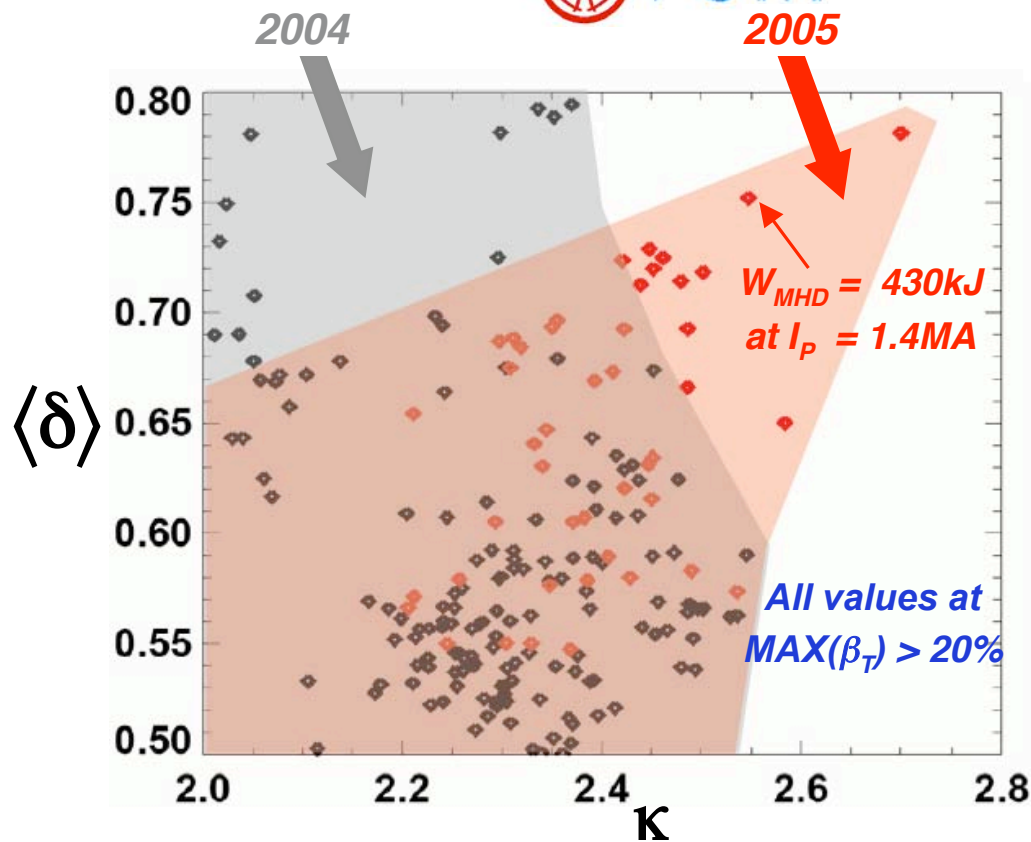 2004
2005
0.80
0.75
0.70
0.65
0.60
0.55
0.50
⟨δ⟩
W_MHD = 430kJ
at I_P = 1.4MA
All values at
MAX(β_T) > 20%
2.0 2.2 2.4 2.6 2.8
κ